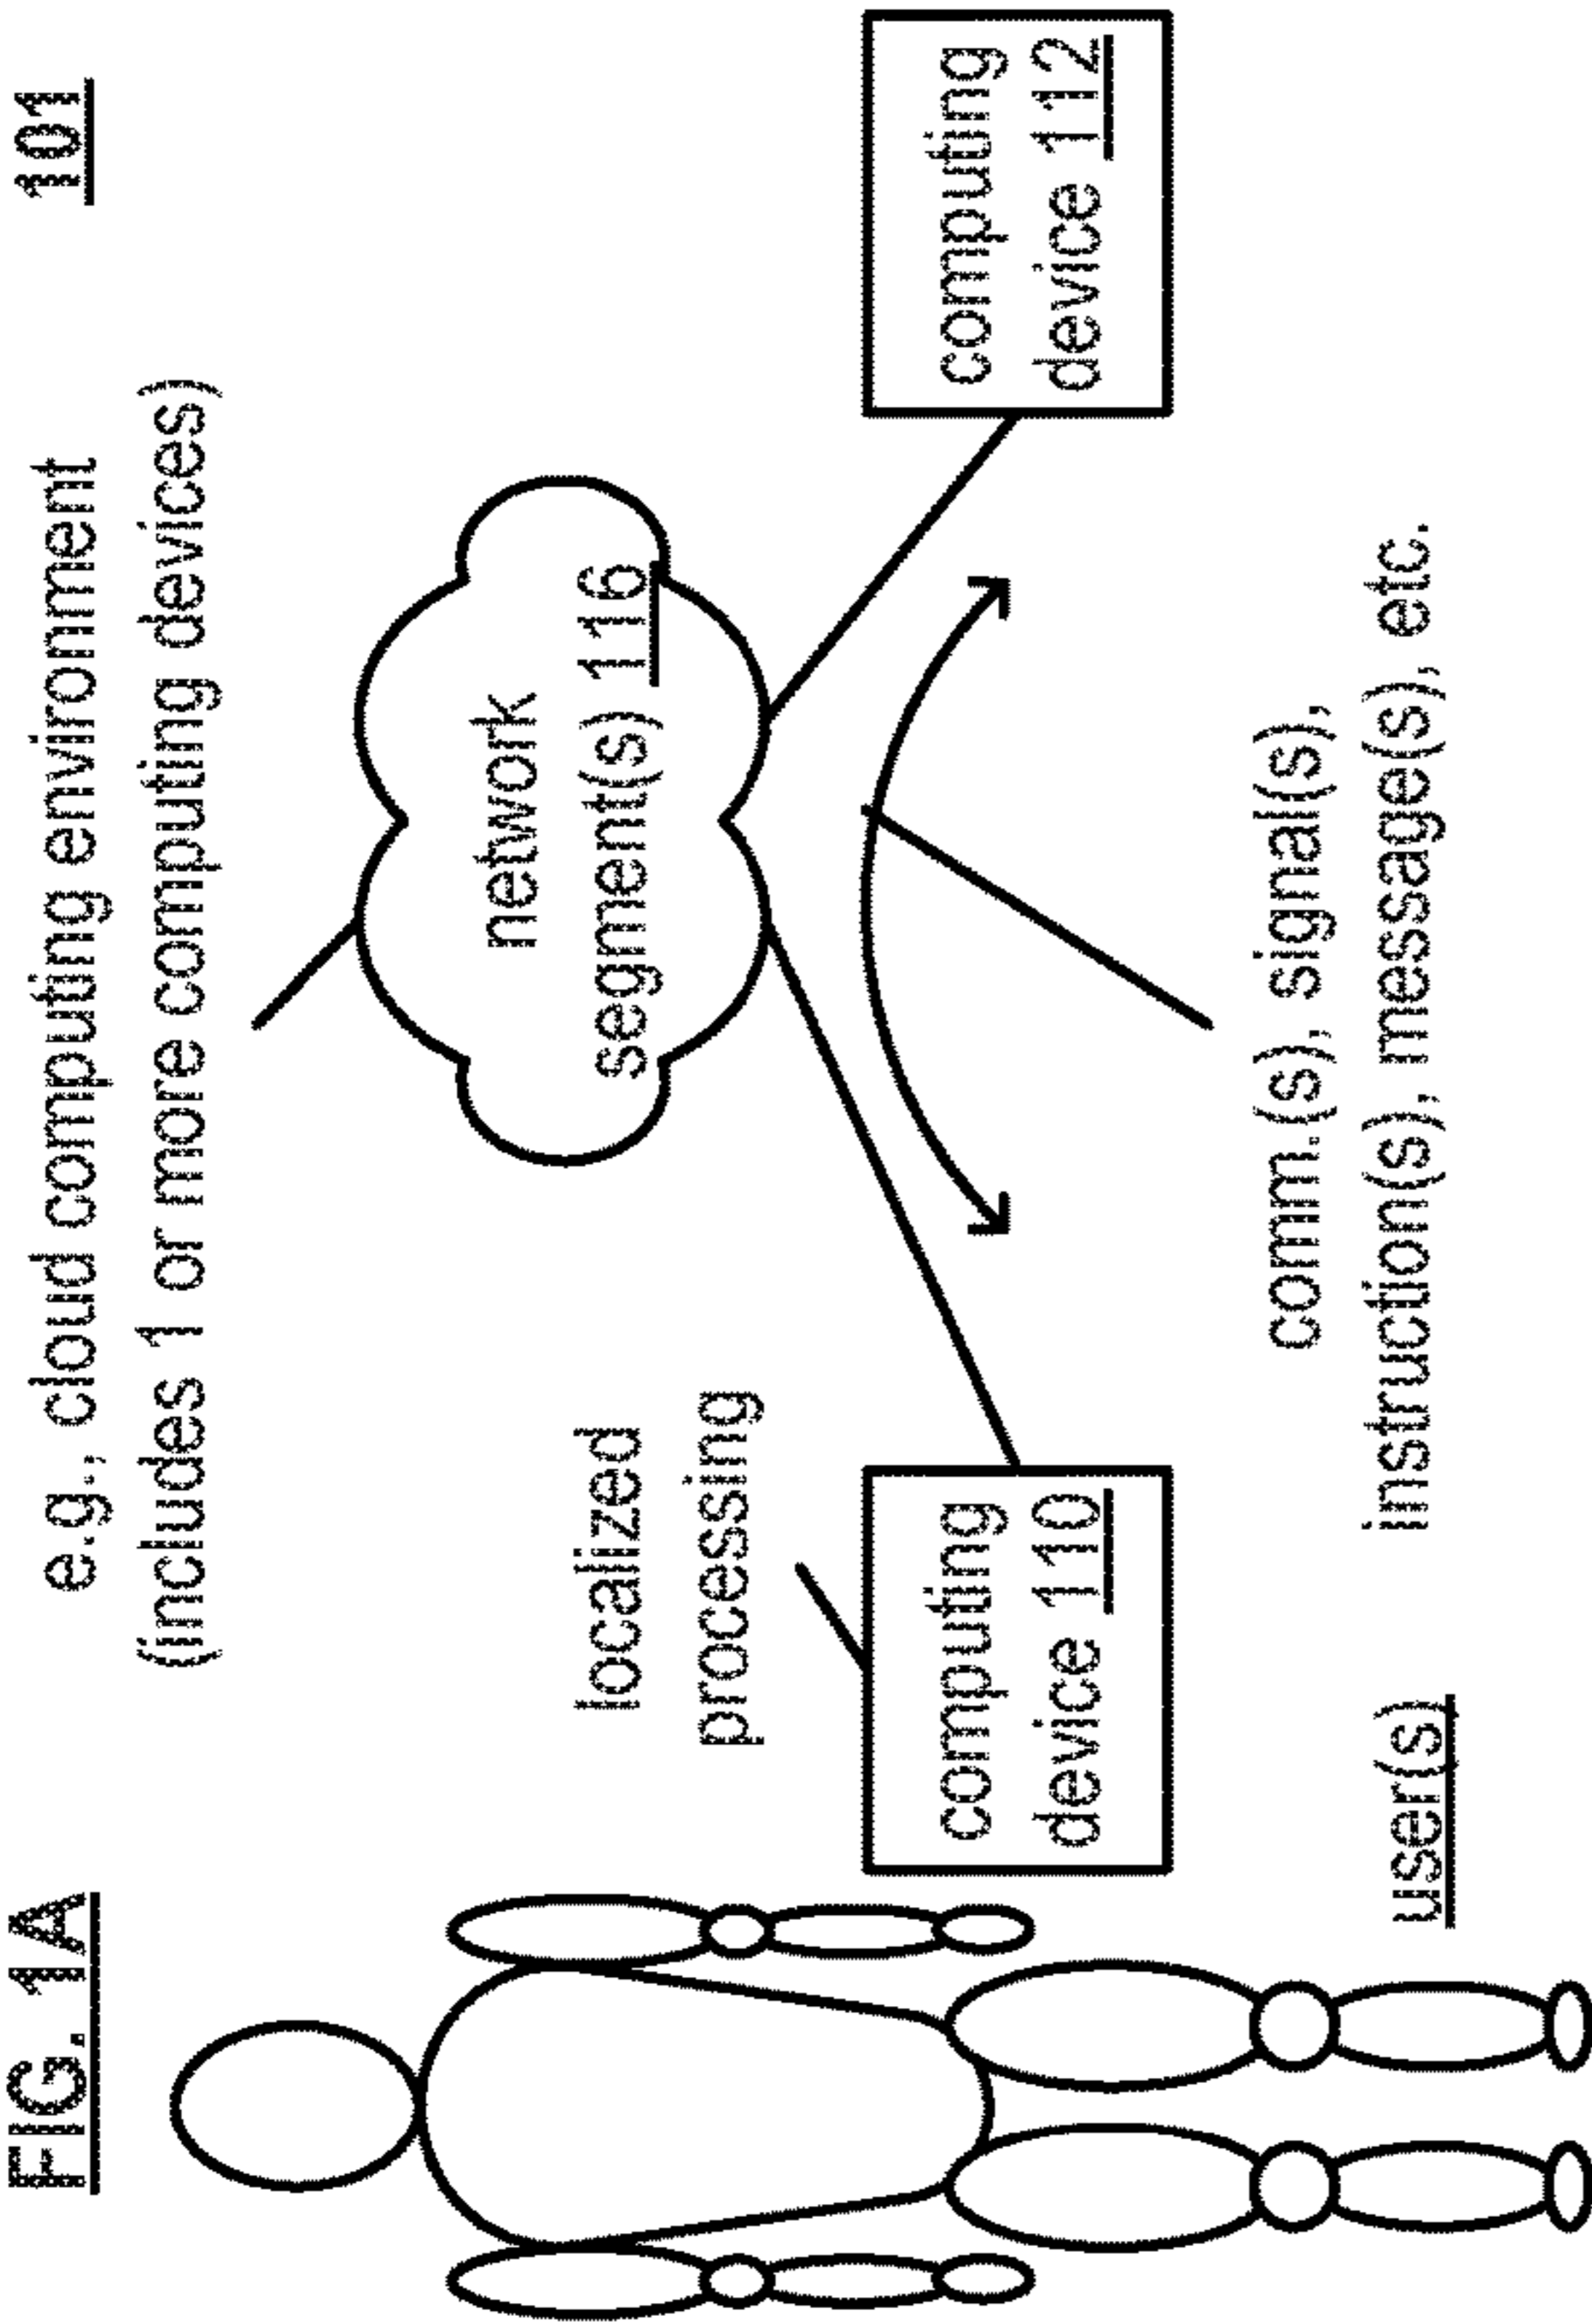 FIG. 1A
101
e.g., cloud computing environment
(includes 1 or more computing devices)
network
segment(s) 116
localized
processing
computing
device 110
computing
device 112
comm.(s), signal(s),
instruction(s), message(s), etc.
user(s)